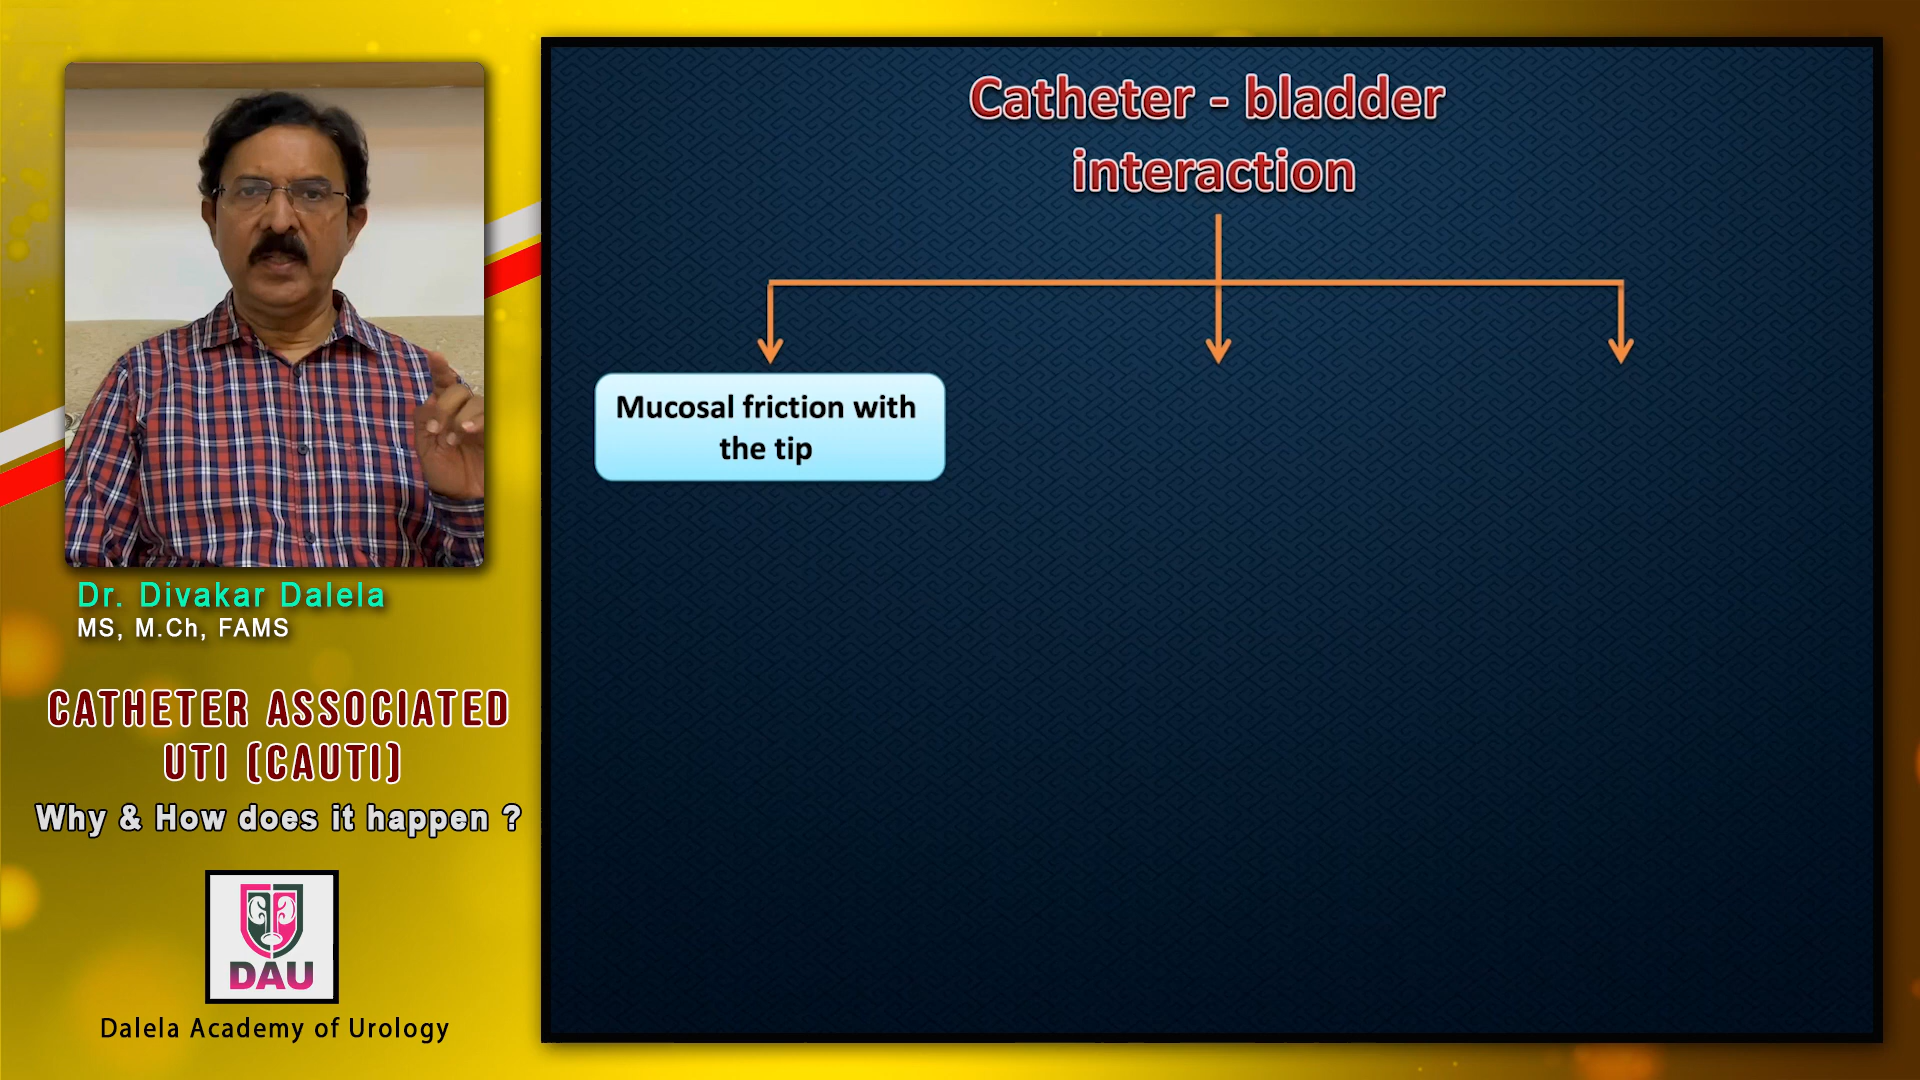 Catheter - bladder
interaction
Mucosal friction with
the tip
Dr. Divakar Dalela
MS, M.Ch, FAMS
CATHETER ASSOCIATED
UTI (CAUTI)
Why & How does it happen ?
DAU
Dalela Academy of Urology